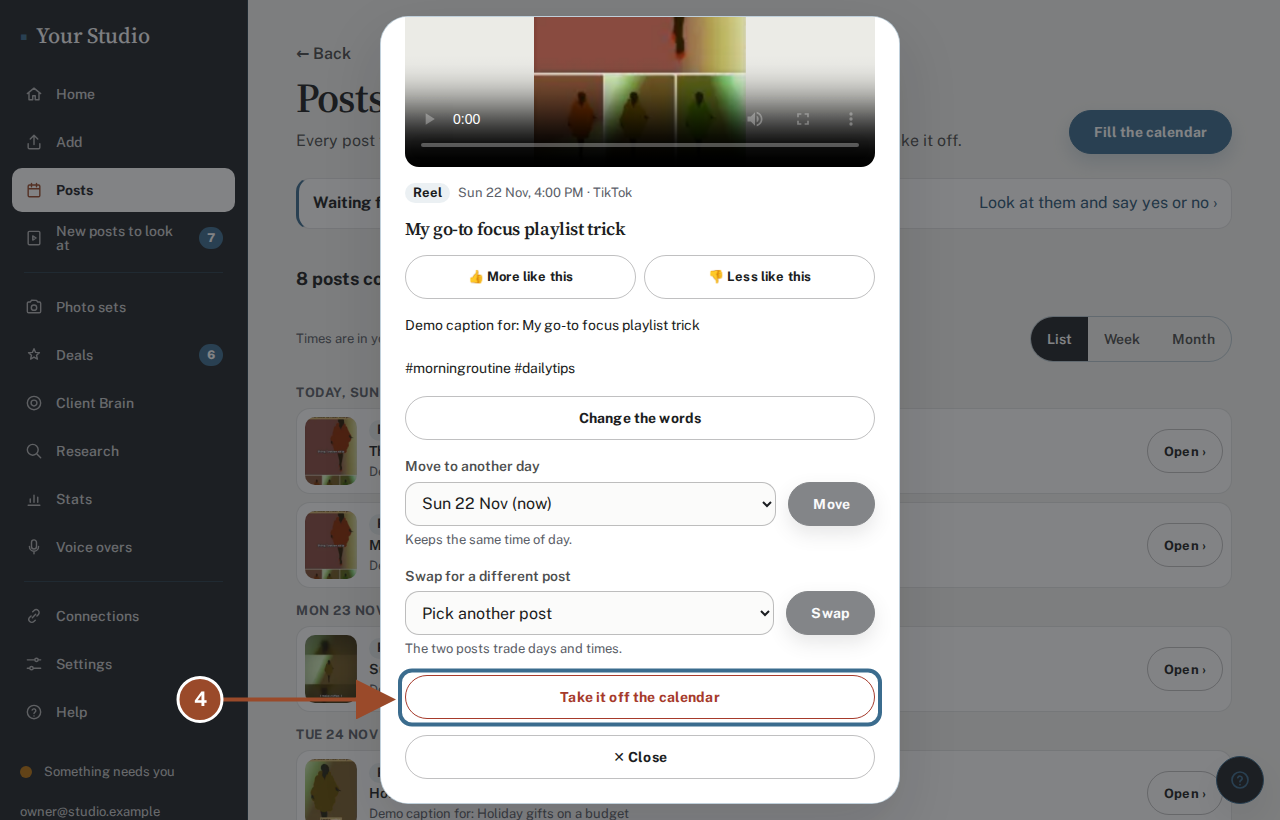 Your Studio
Home
Add
Posts
New posts to look at
7
Photo sets
Deals
6
Client Brain
Research
Stats
Voice overs
Connections
Settings
Help
Something needs you
owner@studio.example
← Back
Posts
Every post
ke it off.
Fill the calendar
Waiting f
Look at them and say yes or no ›
8 posts co
Times are in y
List
Week
Month
TODAY, SUN
Open ›
Open ›
MON 23 NOV
Open ›
TUE 24 NOV
Ho
Demo caption for: Holiday gifts on a budget
Open ›
0:00
Reel
Sun 22 Nov, 4:00 PM · TikTok
My go-to focus playlist trick
👍 More like this
👎 Less like this
Demo caption for: My go-to focus playlist trick
#morningroutine #dailytips
Change the words
Move to another day
Sun 22 Nov (now)
Move
Keeps the same time of day.
Swap for a different post
Pick another post
Swap
The two posts trade days and times.
4
Take it off the calendar
✕ Close